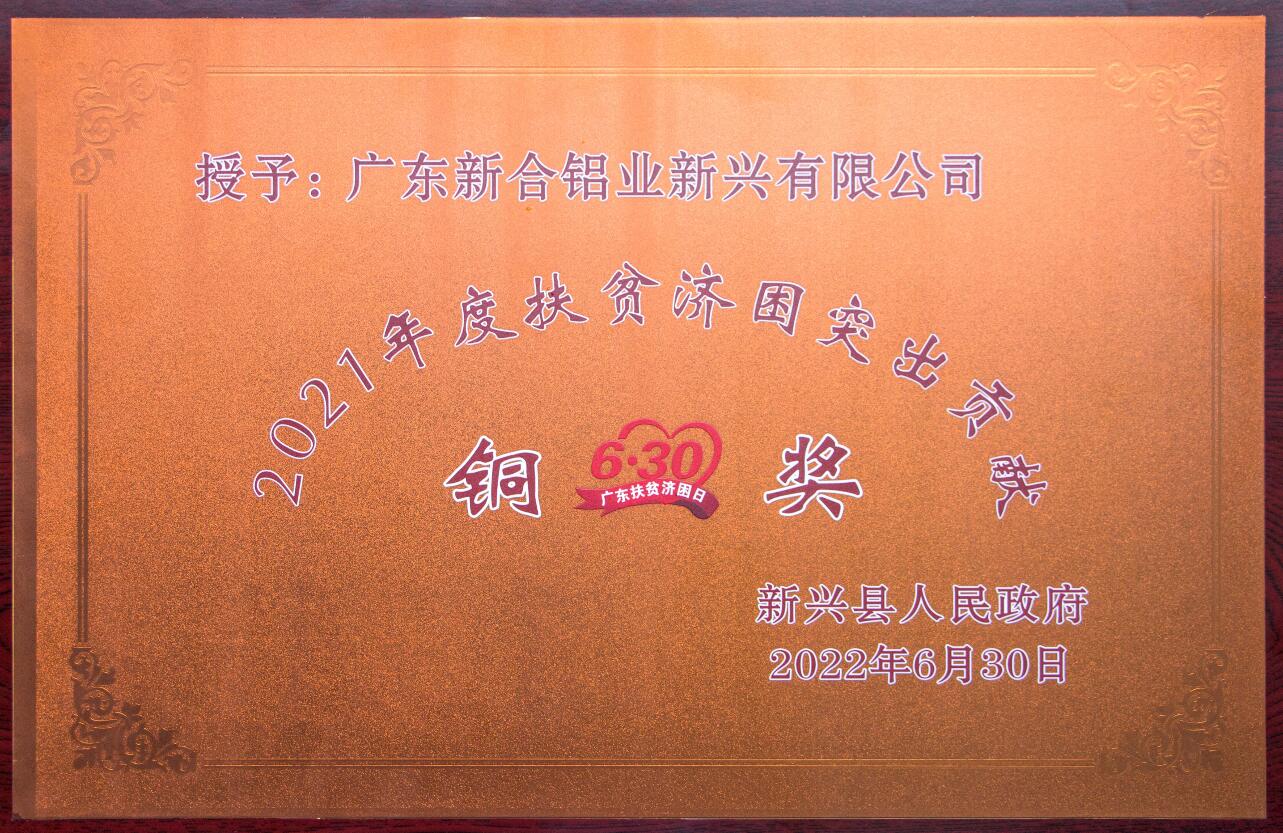 授予：广东新合铝业新兴有限公司
2021年度扶贫济困突出贡献
铜 奖
6·30
广东扶贫济困日
新兴县人民政府
2022年6月30日